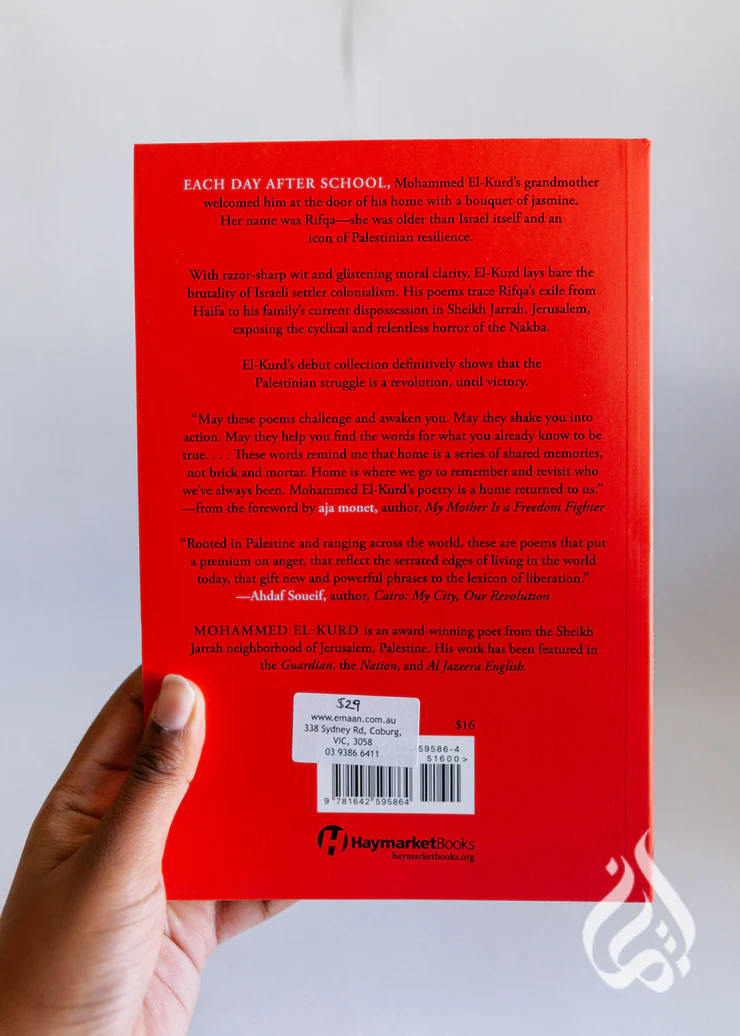 EACH DAY AFTER SCHOOL, Mohammed El-Kurd's grandmother
welcomed him at the door of his home with a bouquet of jasmine.
Her name was Rifqa—she was older than Israel itself and an
icon of Palestinian resilience.
With razor-sharp wit and glistening moral clarity, El-Kurd lays bare the
brutality of Israeli settler colonialism. His poems trace Rifqa's exile from
Haifa to his family's current dispossession in Sheikh Jarrah, Jerusalem,
exposing the cyclical and relentless horror of the Nakba.
El-Kurd's debut collection definitively shows that the
Palestinian struggle is a revolution, until victory.
“May these poems challenge and awaken you. May they shake you into
action. May they help you find the words for what you already know to be
true. . . . These words remind me that home is a series of shared memories,
not brick and mortar. Home is where we go to remember and revisit who
we've always been. Mohammed El-Kurd's poetry is a home returned to us.”
—from the foreword by aja monet, author, My Mother Is a Freedom Fighter
“Rooted in Palestine and ranging across the world, these are poems that put
a premium on anger, that reflect the serrated edges of living in the world
today, that gift new and powerful phrases to the lexicon of liberation.”
—Ahdaf Soueif, author, Cairo: My City, Our Revolution
MOHAMMED EL-KURD is an award-winning poet from the Sheikh
Jarrah neighborhood of Jerusalem, Palestine. His work has been featured in
the Guardian, the Nation, and Al Jazeera English.
$29
www.emaan.com.au
338 Sydney Rd, Coburg,
VIC, 3058
03 9386 6411
$16
59586-4
51600>
9 781642 595864
HaymarketBooks
haymarketbooks.org
إيمان